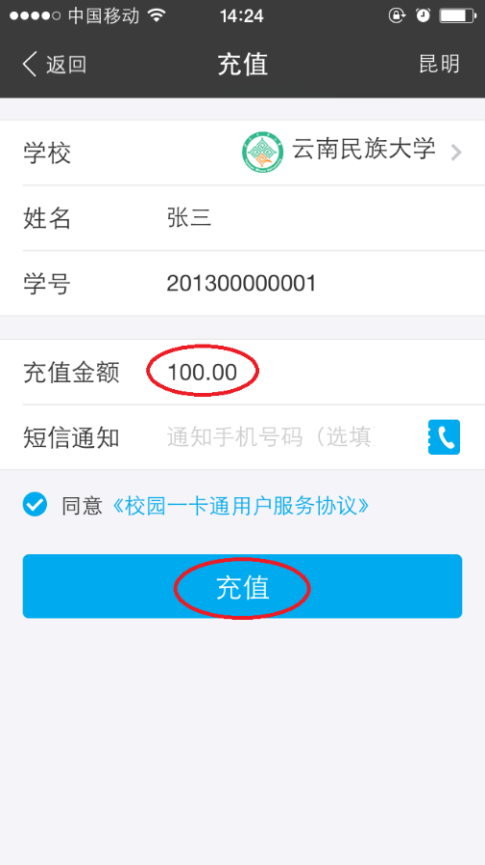 中国移动 14:24
返回 充值 昆明
学校 云南民族大学
姓名 张三
学号 201300000001
充值金额 100.00
短信通知 通知手机号码（选填
同意《校园一卡通用户服务协议》
充值